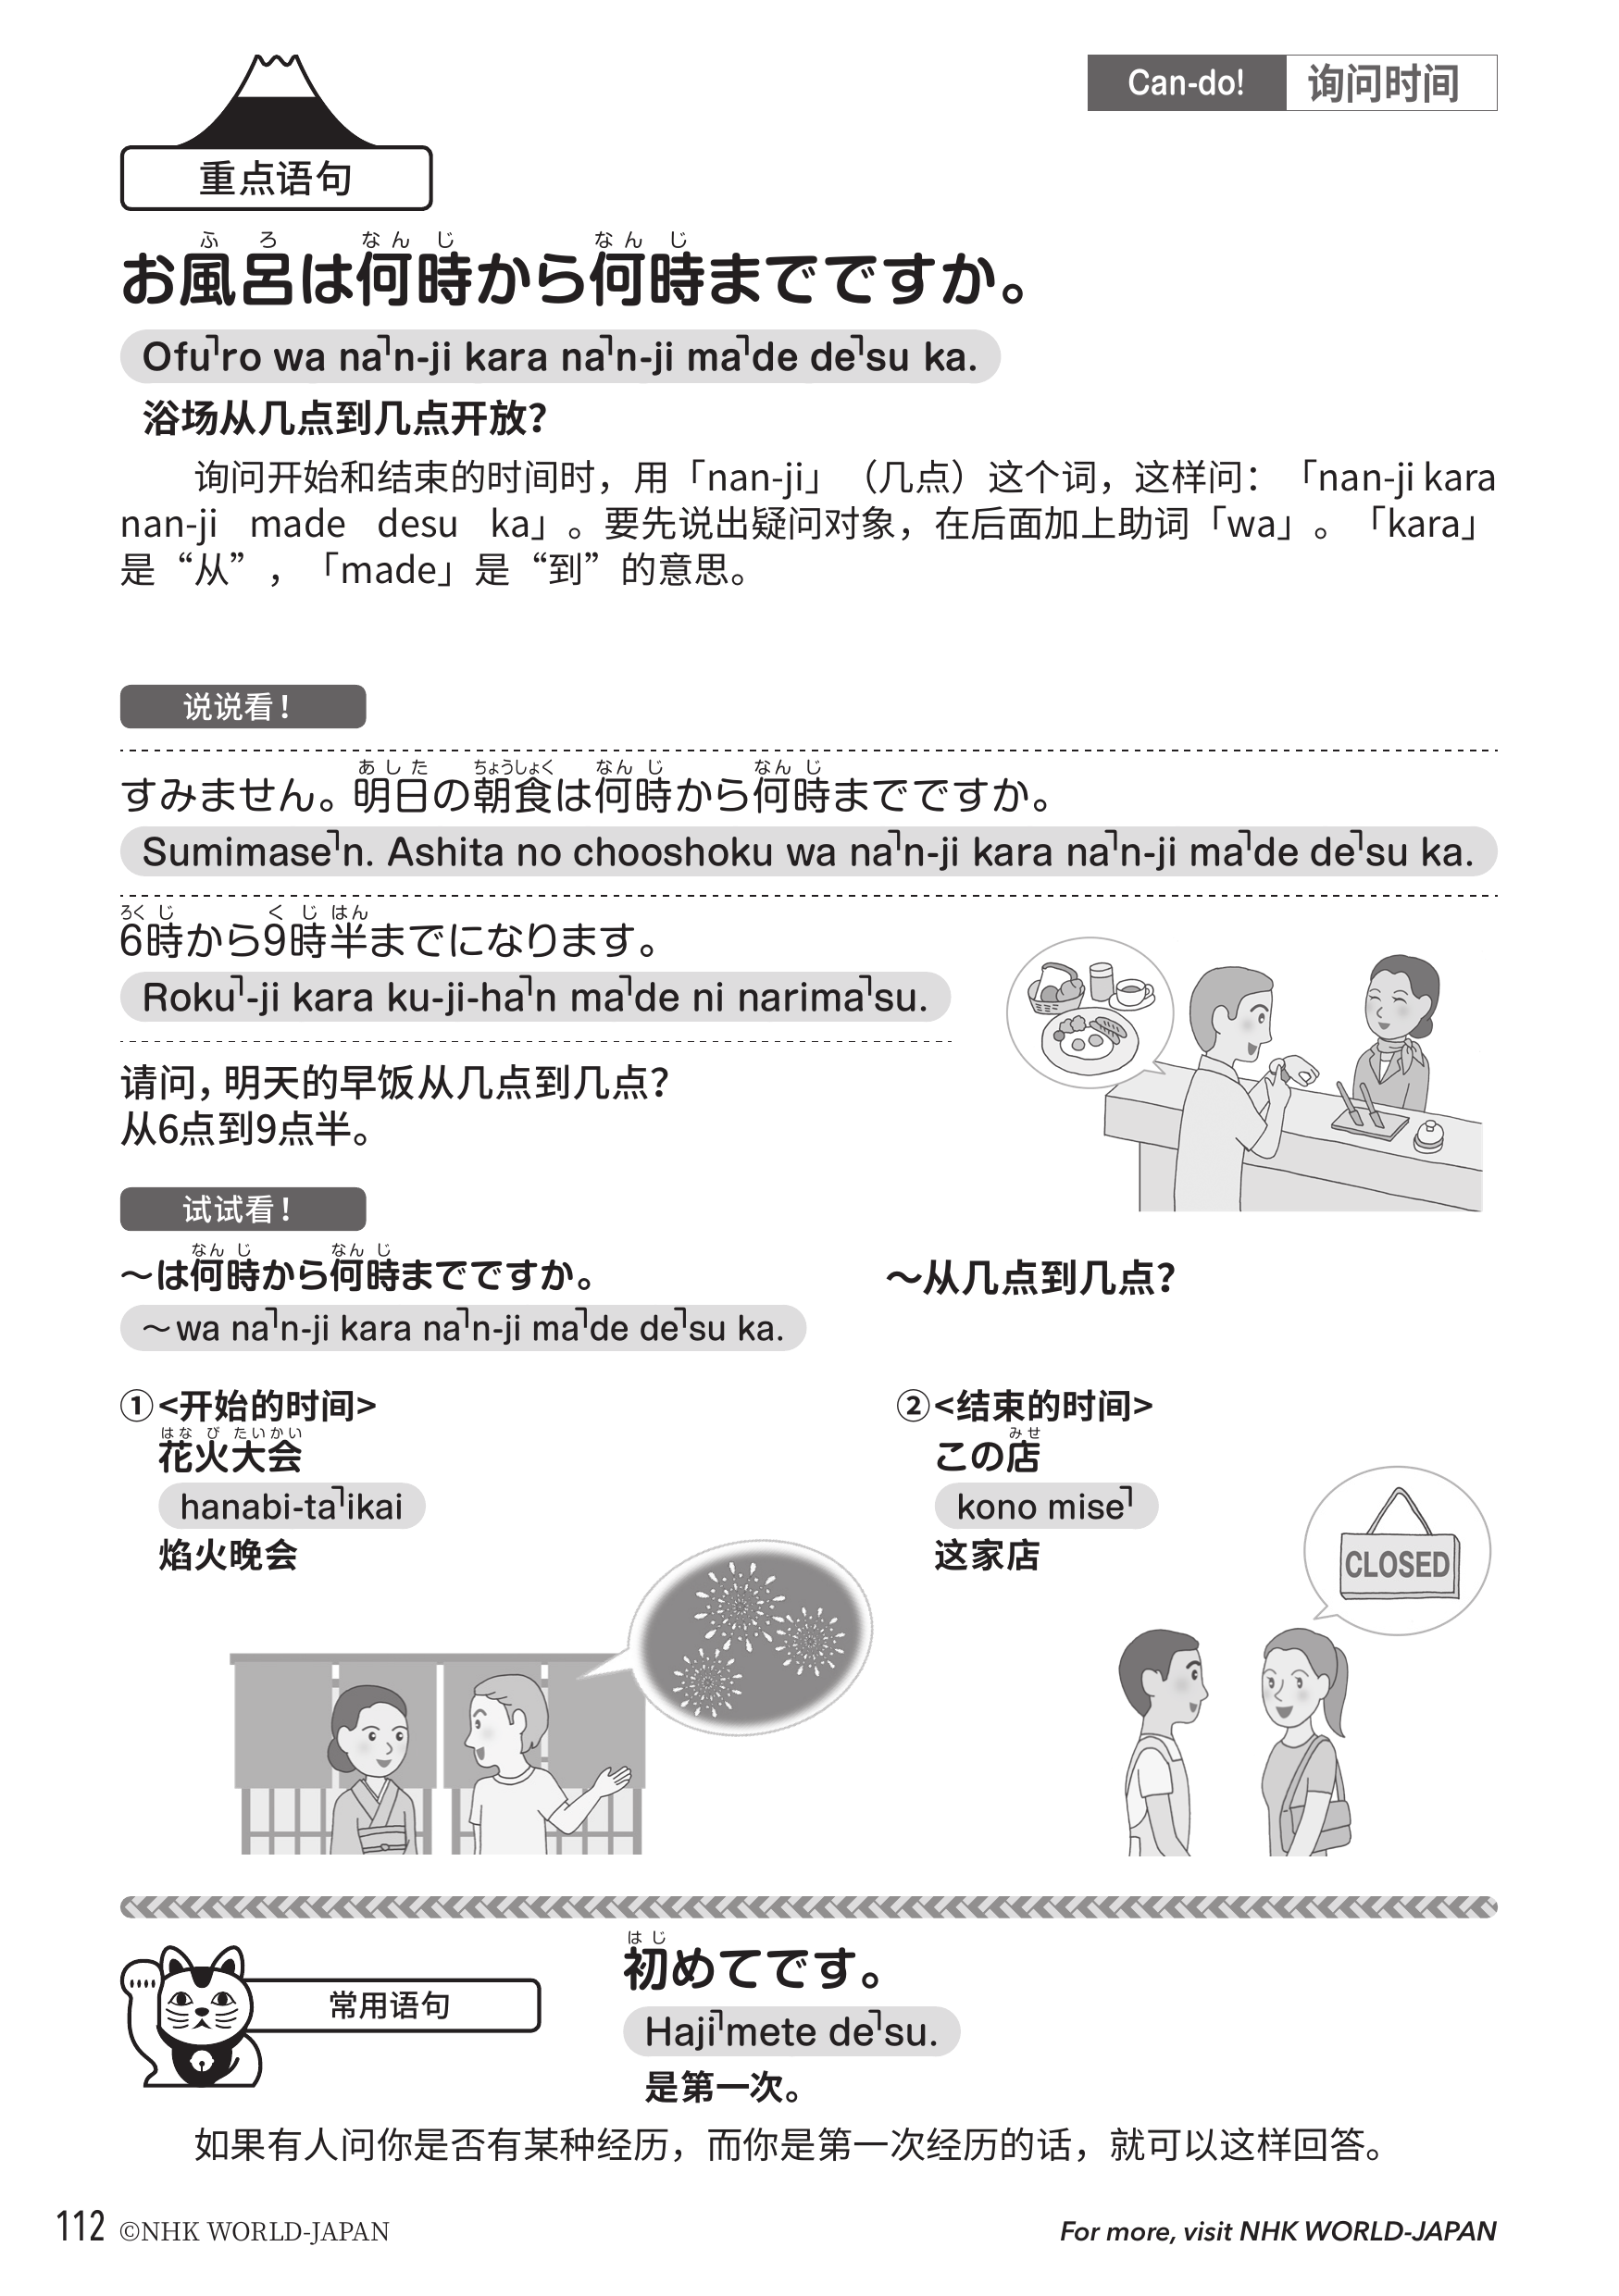 Can-do! 询问时间
重点语句
ふ ろ なん じ なん じ
お風呂は何時から何時まででですか。
Ofu˥ro wa na˥n-ji kara na˥n-ji ma˥de de˥su ka.
浴场从几点到几点开放？
询问开始和结束的时间时，用「nan-ji」（几点）这个词，这样问：「nan-ji kara
nan-ji made desu ka」。要先说出疑问对象，在后面加上助词「wa」。「kara」
是“从”，「made」是“到”的意思。
说说看！
あした ちょうしょく なん じ なん じ
すみません。明日の朝食は何時から何時まででですか。
Sumimase˥n. Ashita no chooshoku wa na˥n-ji kara na˥n-ji ma˥de de˥su ka.
ろく じ く じ はん
6時から9時半までになります。
Roku˥-ji kara ku-ji-ha˥n ma˥de ni narima˥su.
请问，明天的早饭从几点到几点？
从6点到9点半。
试试看！
なん じ なん じ
～は何時から何時まででですか。
～wa na˥n-ji kara na˥n-ji ma˥de de˥su ka.
～从几点到几点？
①<开始的时间>
はな び たいかい
花火大会
hanabi-ta˥ikai
焰火晚会
②<结束的时间>
みせ
この店
kono mise˥
这家店
CLOSED
常用语句
はじ
初めてです。
Haji˥mete de˥su.
是第一次。
如果有人问你是否有某种经历，而你是第一次经历的话，就可以这样回答。
112 ©NHK WORLD-JAPAN
For more, visit NHK WORLD-JAPAN